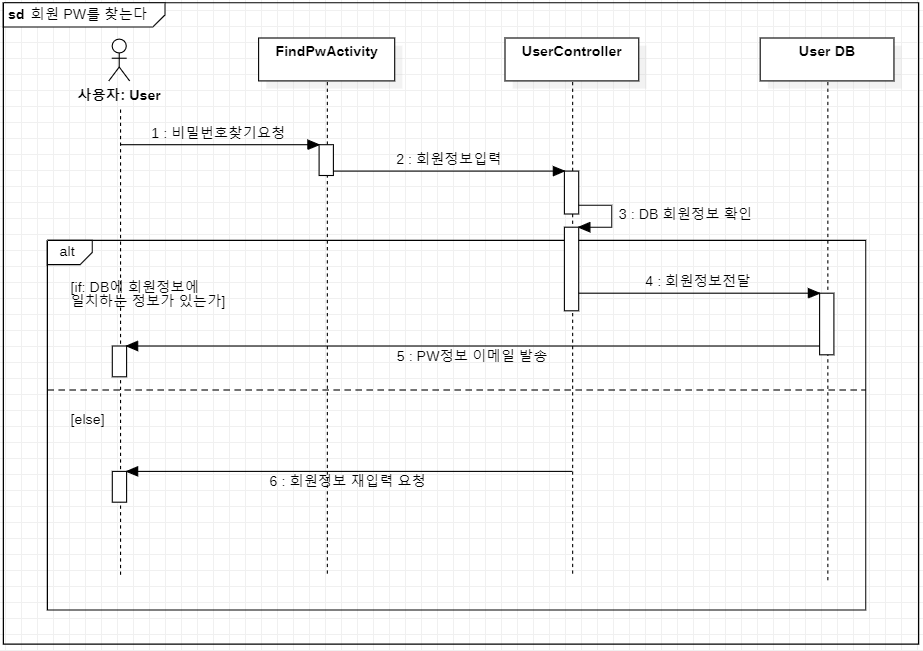 sd 회원 PW를 찾는다
FindPwActivity
UserController
User DB
사용자: User
1 : 비밀번호찾기요청
2 : 회원정보입력
3 : DB 회원정보 확인
alt
[if: DB에 회원정보에
일치하는 정보가 있는가]
4 : 회원정보전달
5 : PW정보 이메일 발송
[else]
6 : 회원정보 재입력 요청